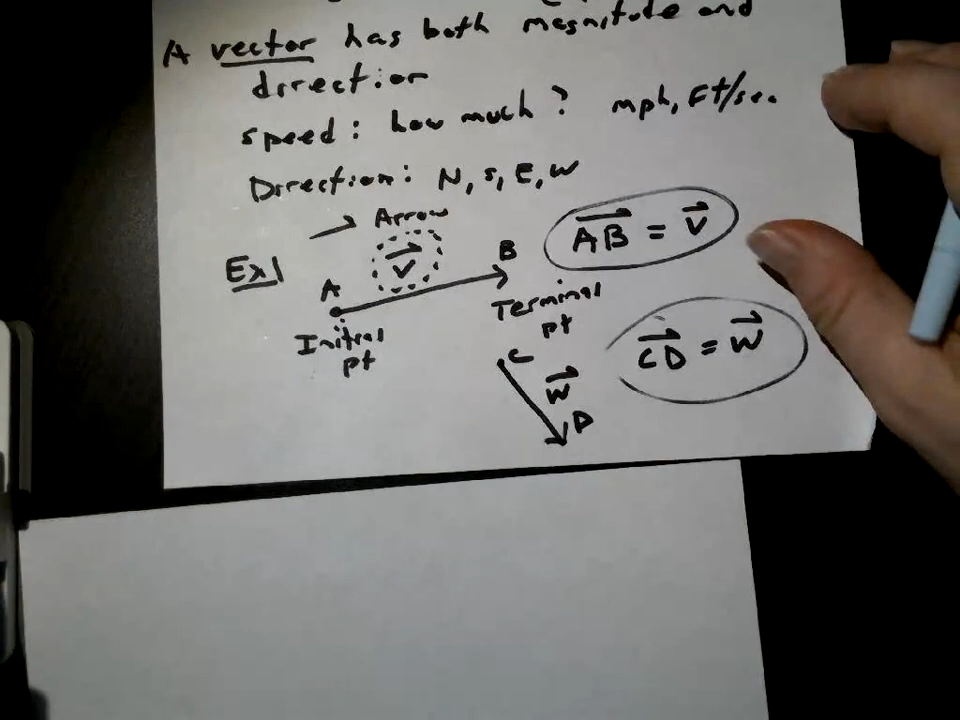 A vector has both magnitude and
direction
speed: how much? mph, Ft/sec.
Direction: N, S, E, W
→ Arrow
Ex1 A v B AB = v
Initial pt
Terminal pt
C w D CD = w